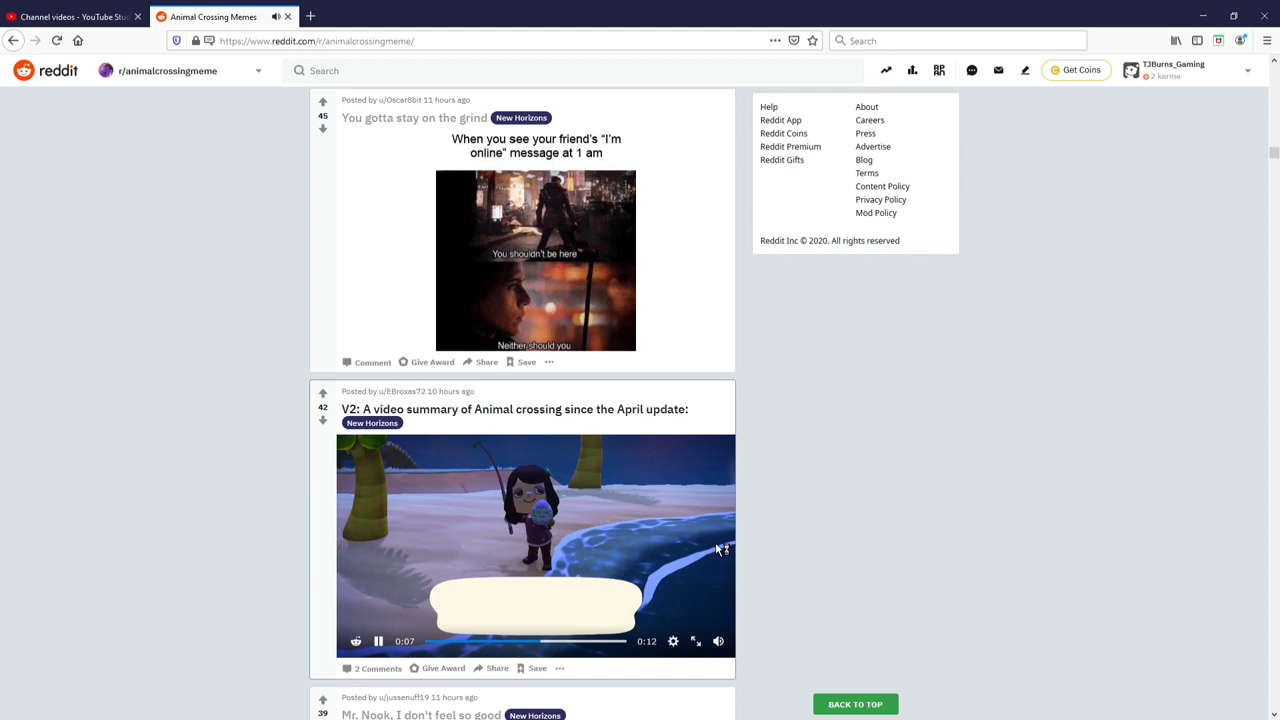 Channel videos - YouTube Stu
Animal Crossing Memes
https://www.reddit.com/r/animalcrossingmeme/
Search
reddit
r/animalcrossingmeme
Search
Get Coins
TJBurns_Gaming
2 karma
Posted by u/Oscar8bit 11 hours ago
45
You gotta stay on the grind
New Horizons
When you see your friend's "I'm
online" message at 1 am
You shouldn't be here
Neither should you
Comment
Give Award
Share
Save
Help
About
Reddit App
Careers
Reddit Coins
Press
Reddit Premium
Advertise
Reddit Gifts
Blog
Terms
Content Policy
Privacy Policy
Mod Policy
Reddit Inc © 2020. All rights reserved
Posted by u/EBroxas72 10 hours ago
42
V2: A video summary of Animal crossing since the April update:
New Horizons
0:07
0:12
2 Comments
Give Award
Share
Save
Posted by u/jussenuff19 11 hours ago
39
Mr. Nook, I don't feel so good
New Horizons
BACK TO TOP